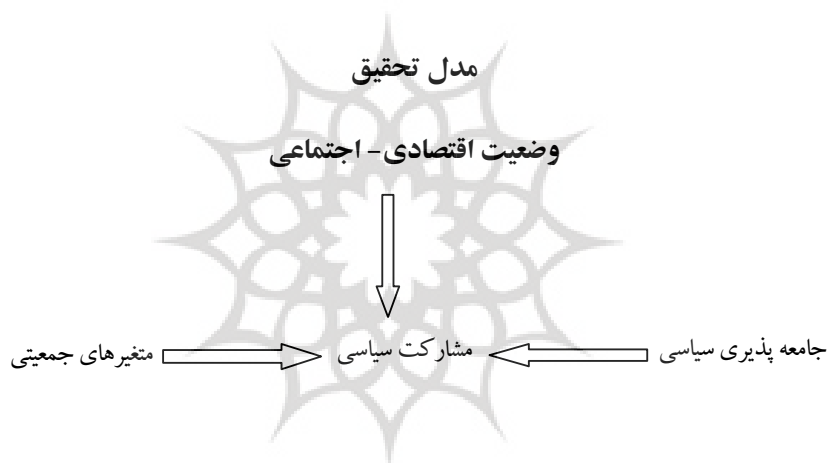 مدل تحقیق
وضعیت اقتصادی- اجتماعی
جامعه پذیری سیاسی مشارکت سیاسی متغیرهای جمعیتی